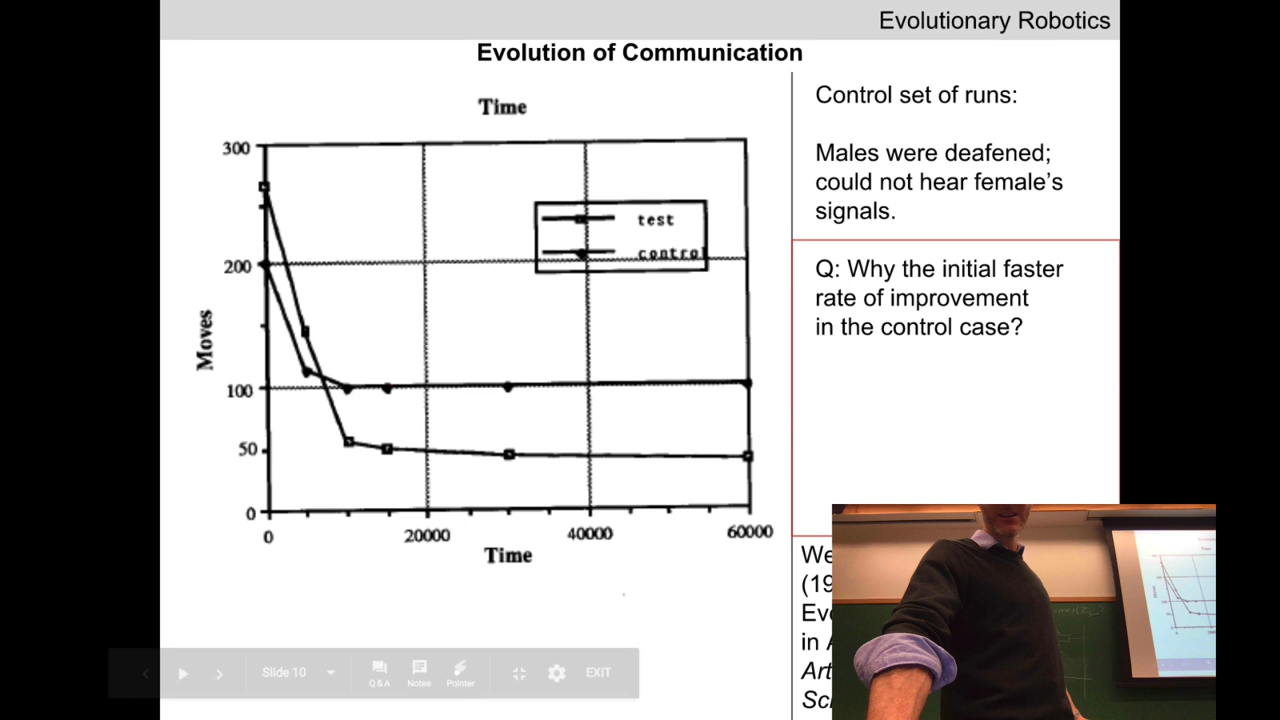 Evolutionary Robotics
Evolution of Communication
Time
300
200
100
50
0
Moves
test
control
0
20000
40000
60000
Time
Control set of runs:
Males were deafened;
could not hear female's
signals.
Q: Why the initial faster
rate of improvement
in the control case?
We
(19
Evo
in A
Art
Sci
Slide 10
Q&A
Notes
Pointer
EXIT